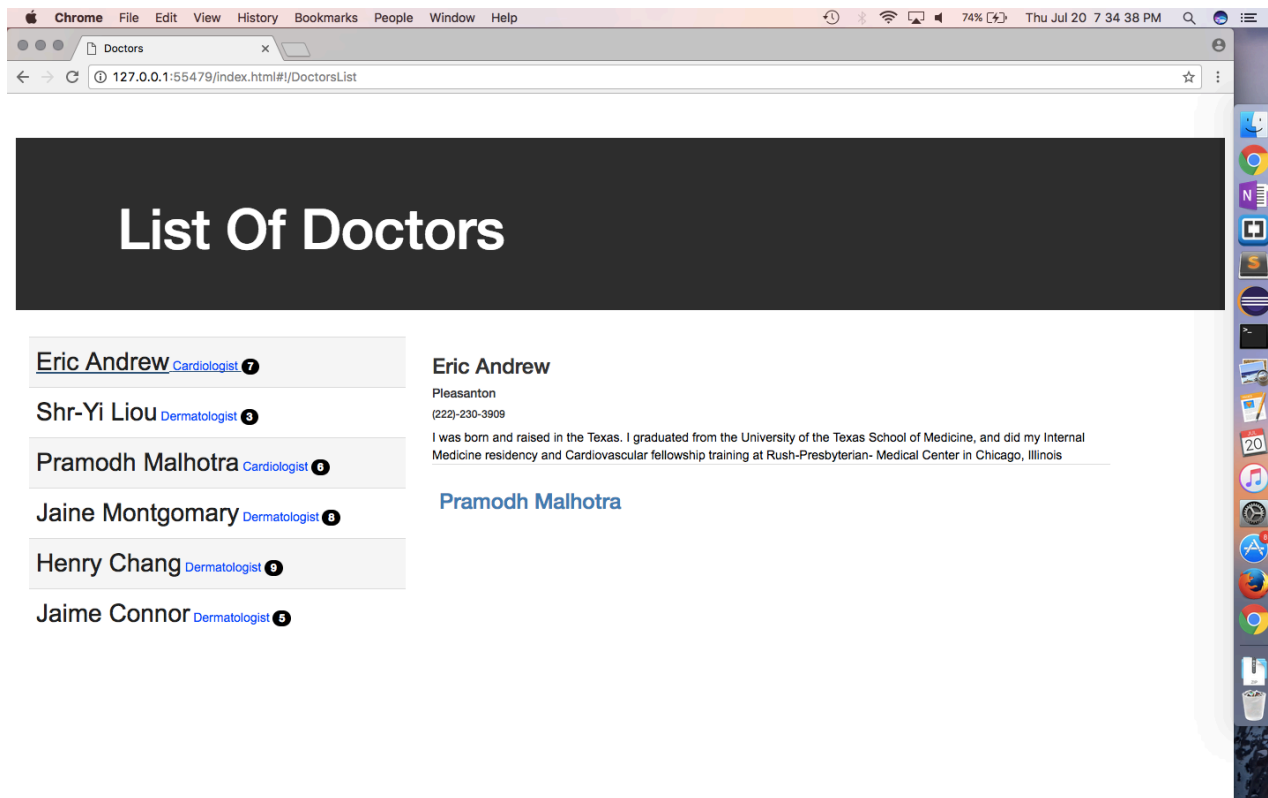 Chrome File Edit View History Bookmarks People Window Help 74% Thu Jul 20 7 34 38 PM
Doctors
127.0.0.1:55479/index.html#!/DoctorsList
List Of Doctors
Eric Andrew Cardiologist 7
Shr-Yi Liou Dermatologist 3
Pramodh Malhotra Cardiologist 6
Jaine Montgomary Dermatologist 8
Henry Chang Dermatologist 9
Jaime Connor Dermatologist 5
Eric Andrew
Pleasanton
(222)-230-3909
I was born and raised in the Texas. I graduated from the University of the Texas School of Medicine, and did my Internal
Medicine residency and Cardiovascular fellowship training at Rush-Presbyterian- Medical Center in Chicago, Illinois
Pramodh Malhotra
N
S
20
8